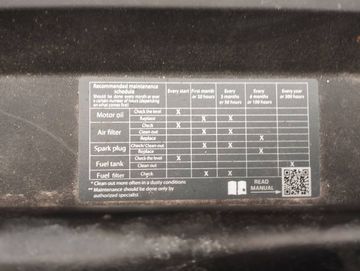 Recommended maintenance schedule
Should be done every month or over a certain number of hours (depending on what comes first)
Every start
First month or 20 hours
Every 3 months or 50 hours
Every 6 months or 100 hours
Every year or 300 hours
Motor oil Check the level X
Replace X X
Air filter Check X
Clean out X X
Replace X
Spark plug Check/Clean out X X
Replace X
Fuel tank Check the level X
Clean out X
Fuel filter Check X X
* Clean out more often in a dusty conditions
** Maintenance should be done only by
authorized specialist
READ
MANUAL